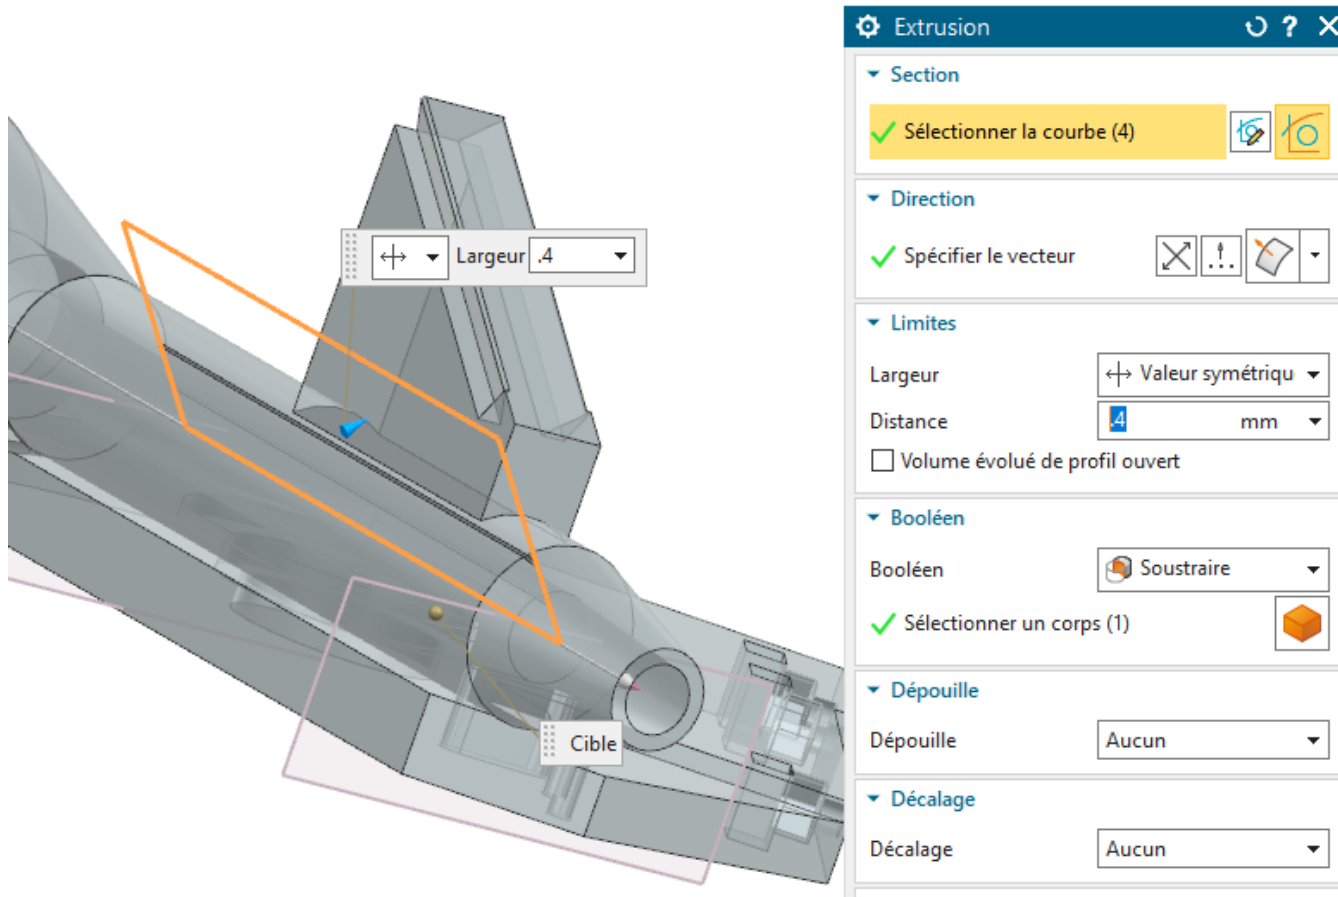 Extrusion
?
Section
Sélectionner la courbe (4)
Direction
Spécifier le vecteur
Limites
Largeur
Valeur symétriqu
Distance
.4
mm
Volume évolué de profil ouvert
Booléen
Booléen
Soustraire
Sélectionner un corps (1)
Dépouille
Dépouille
Aucun
Décalage
Décalage
Aucun
Largeur
.4
Cible